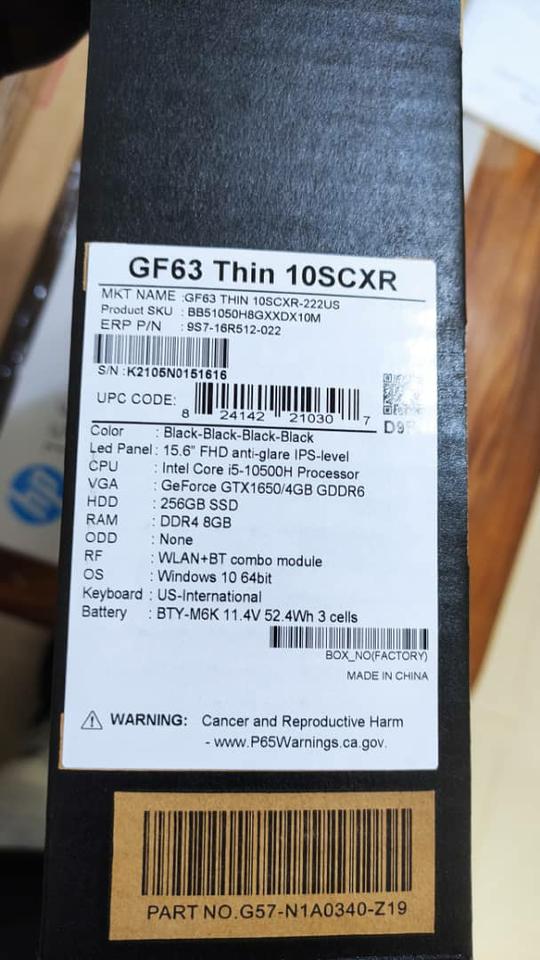 GF63 Thin 10SCXR
MKT NAME :GF63 THIN 10SCXR-222US
Product SKU : BB51050H8GXXDX10M
ERP P/N : 9S7-16R512-022
S/N :K2105N0151616
UPC CODE: 8 24142 21030 7
Color : Black-Black-Black-Black
Led Panel : 15.6" FHD anti-glare IPS-level
CPU : Intel Core i5-10500H Processor
VGA : GeForce GTX1650/4GB GDDR6
HDD : 256GB SSD
RAM : DDR4 8GB
ODD : None
RF : WLAN+BT combo module
OS : Windows 10 64bit
Keyboard : US-International
Battery : BTY-M6K 11.4V 52.4Wh 3 cells
BOX_NO(FACTORY)
MADE IN CHINA
WARNING: Cancer and Reproductive Harm
- www.P65Warnings.ca.gov.
PART NO.G57-N1A0340-Z19
hp